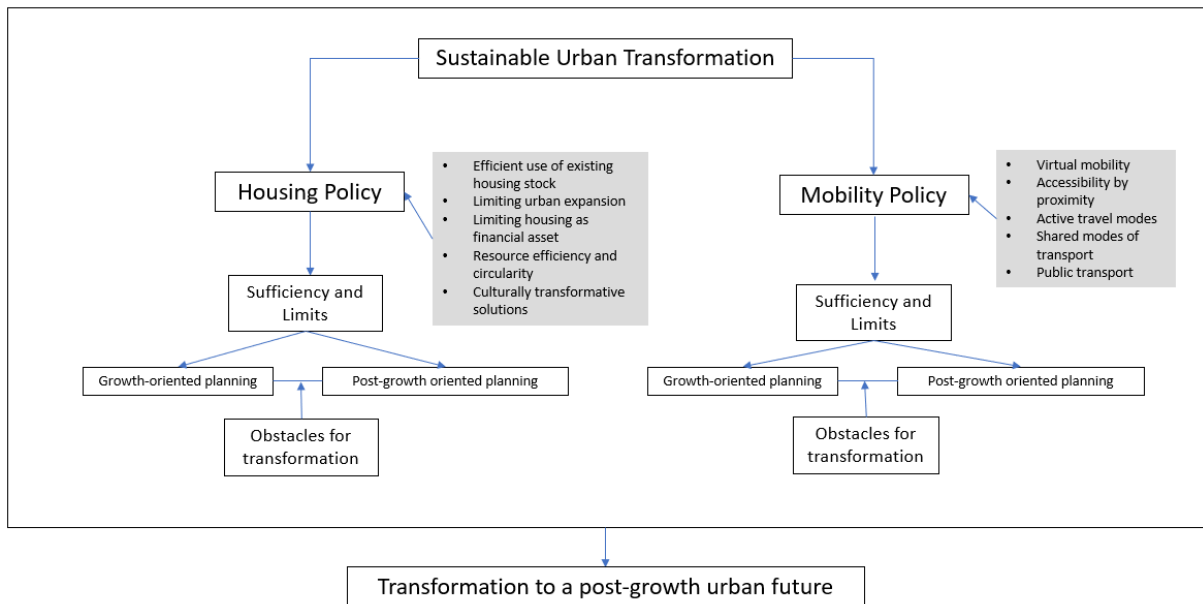 Sustainable Urban Transformation
Housing Policy
• Efficient use of existing
housing stock
• Limiting urban expansion
• Limiting housing as
financial asset
• Resource efficiency and
circularity
• Culturally transformative
solutions
Mobility Policy
• Virtual mobility
• Accessibility by
proximity
• Active travel modes
• Shared modes of
transport
• Public transport
Sufficiency and
Limits
Sufficiency and
Limits
Growth-oriented planning
Post-growth oriented planning
Growth-oriented planning
Post-growth oriented planning
Obstacles for
transformation
Obstacles for
transformation
Transformation to a post-growth urban future